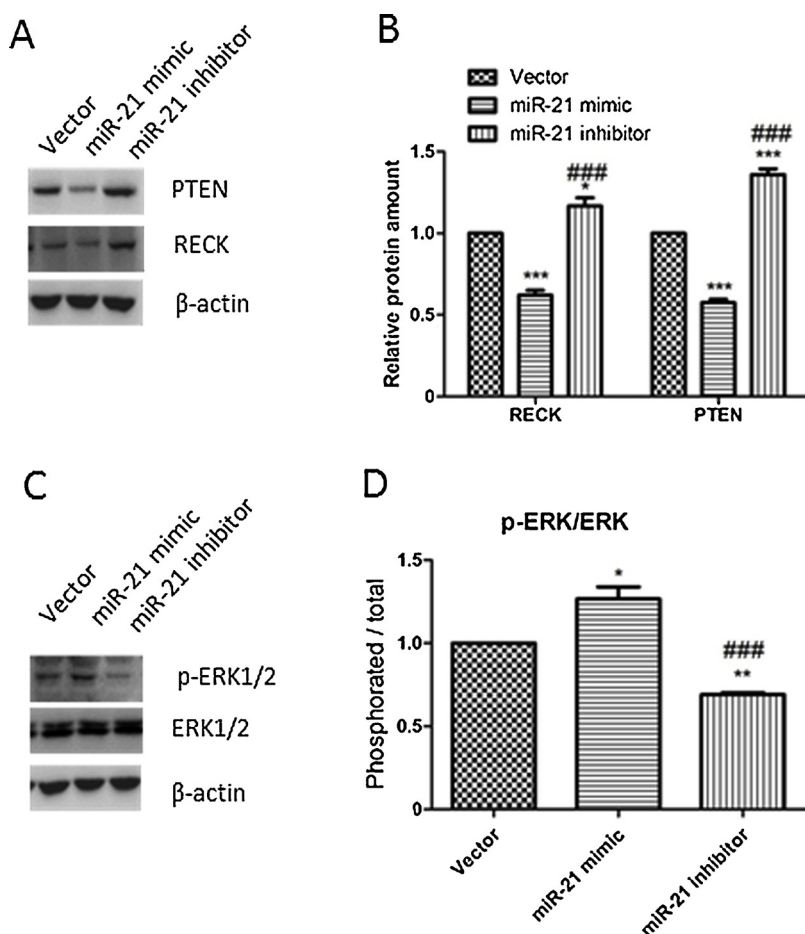 A
Vector
miR-21 mimic
miR-21 inhibitor
PTEN
RECK
β-actin
B
Vector
miR-21 mimic
miR-21 inhibitor
Relative protein amount
1.5
1.0
0.5
0
***
###
*
***
###
***
RECK
PTEN
C
Vector
miR-21 mimic
miR-21 inhibitor
p-ERK1/2
ERK1/2
β-actin
D
p-ERK/ERK
Phosphorated / total
1.5
1.0
0.5
0
*
###
**
Vector
miR-21 mimic
miR-21 inhibitor